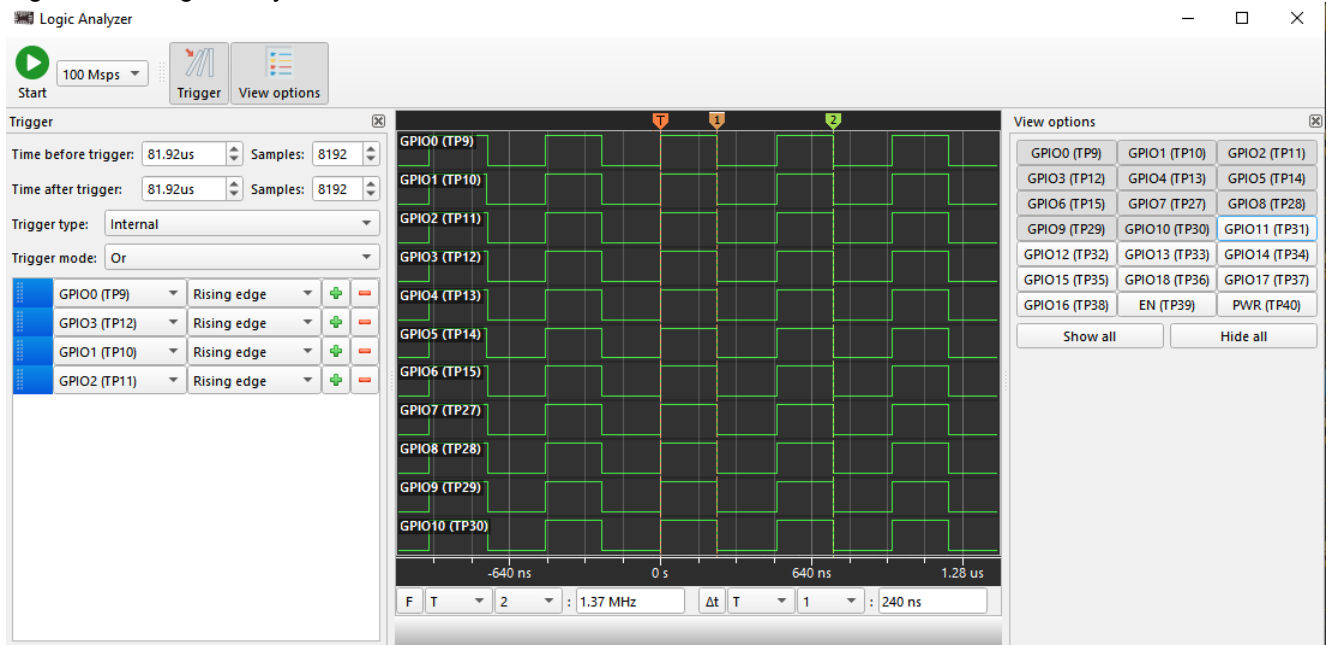 Logic Analyzer
Start
100 Msps
Trigger
View options
Trigger
Time before trigger: 81.92us Samples: 8192
Time after trigger: 81.92us Samples: 8192
Trigger type: Internal
Trigger mode: Or
GPIO0 (TP9) Rising edge
GPIO3 (TP12) Rising edge
GPIO1 (TP10) Rising edge
GPIO2 (TP11) Rising edge
T 1 2
GPIO0 (TP9)
GPIO1 (TP10)
GPIO2 (TP11)
GPIO3 (TP12)
GPIO4 (TP13)
GPIO5 (TP14)
GPIO6 (TP15)
GPIO7 (TP27)
GPIO8 (TP28)
GPIO9 (TP29)
GPIO10 (TP30)
-640 ns 0 s 640 ns 1.28 us
F T 2 : 1.37 MHz Δt T 1 : 240 ns
View options
GPIO0 (TP9) GPIO1 (TP10) GPIO2 (TP11)
GPIO3 (TP12) GPIO4 (TP13) GPIO5 (TP14)
GPIO6 (TP15) GPIO7 (TP27) GPIO8 (TP28)
GPIO9 (TP29) GPIO10 (TP30) GPIO11 (TP31)
GPIO12 (TP32) GPIO13 (TP33) GPIO14 (TP34)
GPIO15 (TP35) GPIO18 (TP36) GPIO17 (TP37)
GPIO16 (TP38) EN (TP39) PWR (TP40)
Show all Hide all